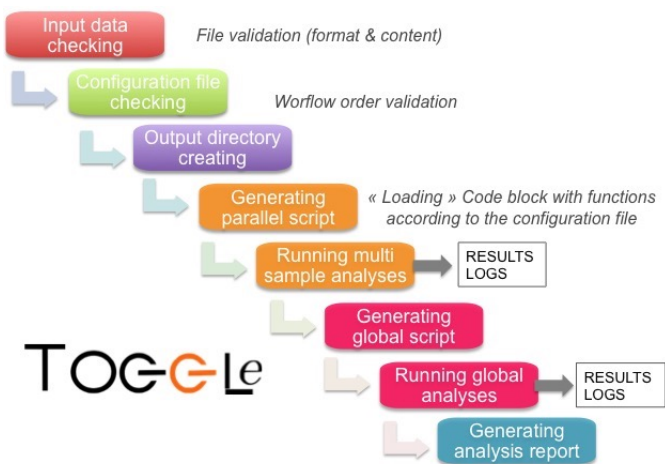 Input data
checking
File validation (format & content)
Configuration file
checking
Worflow order validation
Output directory
creating
Generating
parallel script
« Loading » Code block with functions
according to the configuration file
Running multi
sample analyses
RESULTS
LOGS
Generating
global script
TOGGLe
Running global
analyses
RESULTS
LOGS
Generating
analysis report